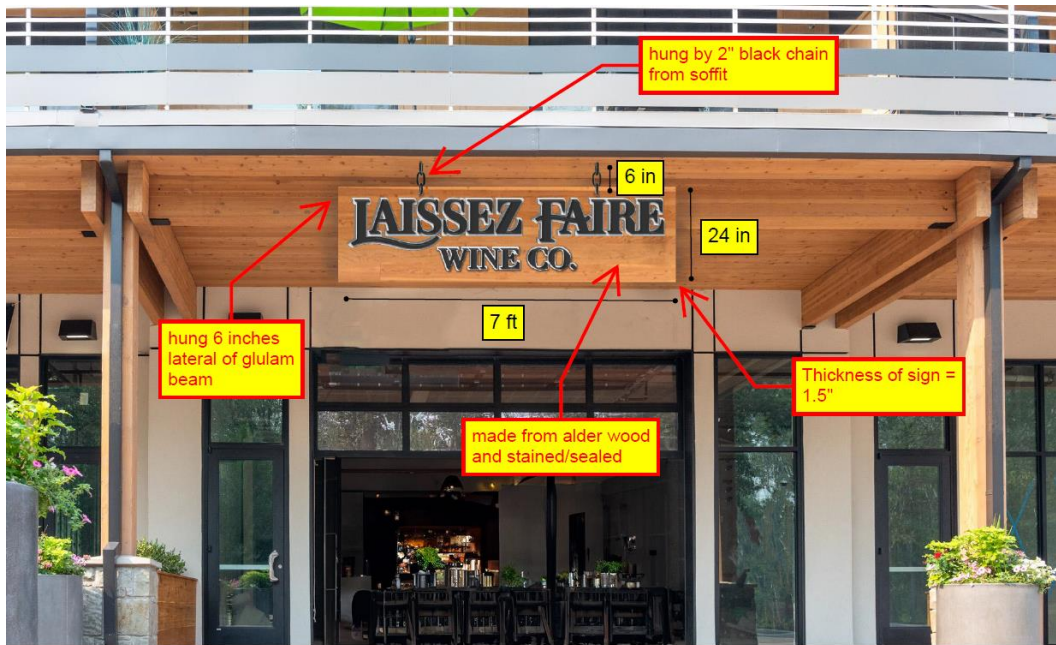 hung by 2" black chain
from soffit
6 in
LAISSEZ FAIRE
WINE CO.
24 in
7 ft
hung 6 inches
lateral of glulam
beam
Thickness of sign =
1.5"
made from alder wood
and stained/sealed